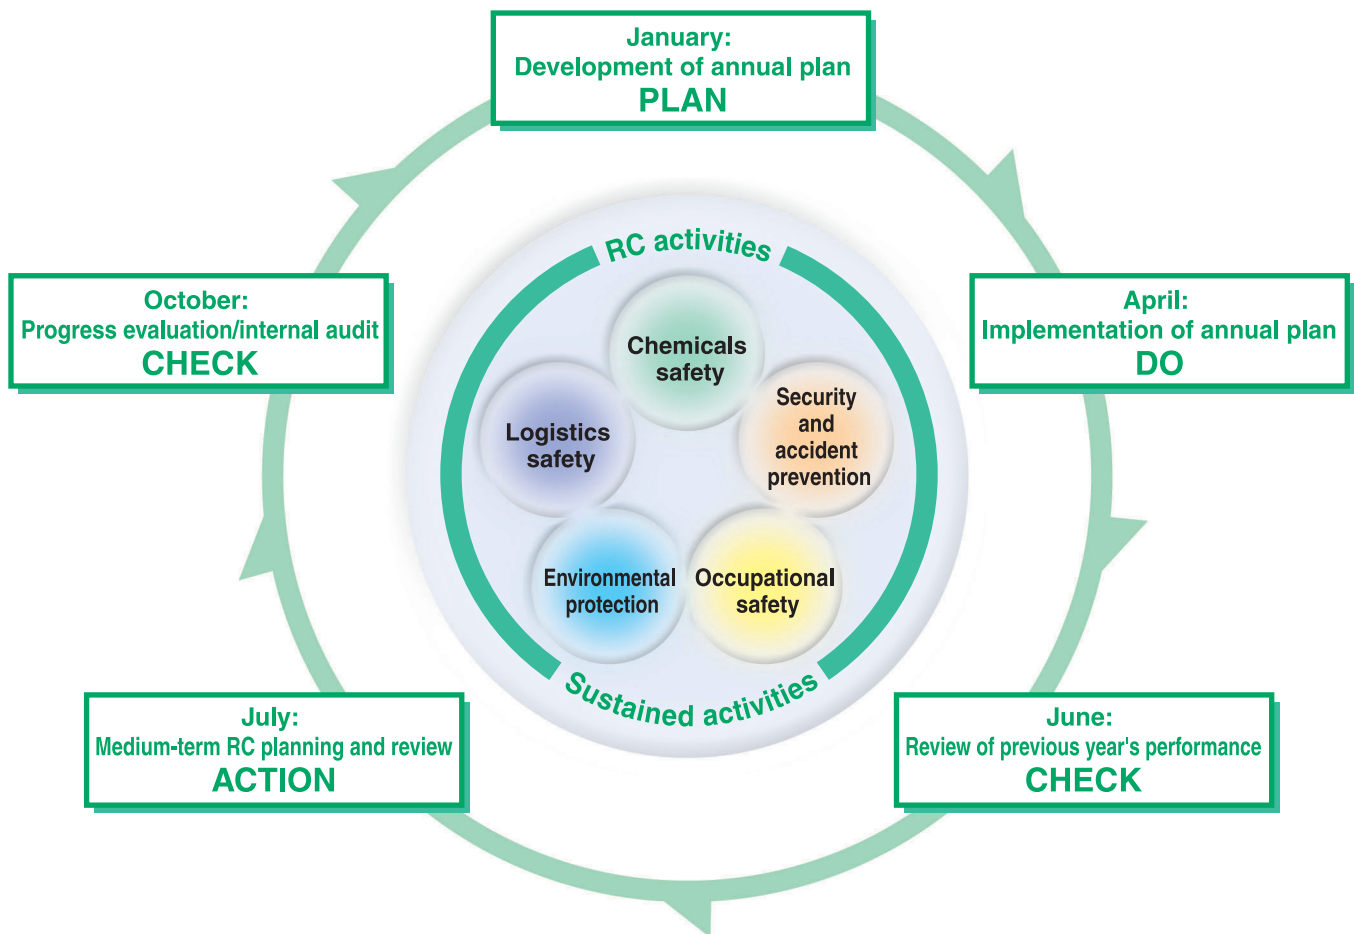 January:
Development of annual plan
PLAN
October:
Progress evaluation/internal audit
CHECK
April:
Implementation of annual plan
DO
RC activities
Chemicals
safety
Security
and
accident
prevention
Logistics
safety
Environmental
protection
Occupational
safety
Sustained activities
July:
Medium-term RC planning and review
ACTION
June:
Review of previous year's performance
CHECK